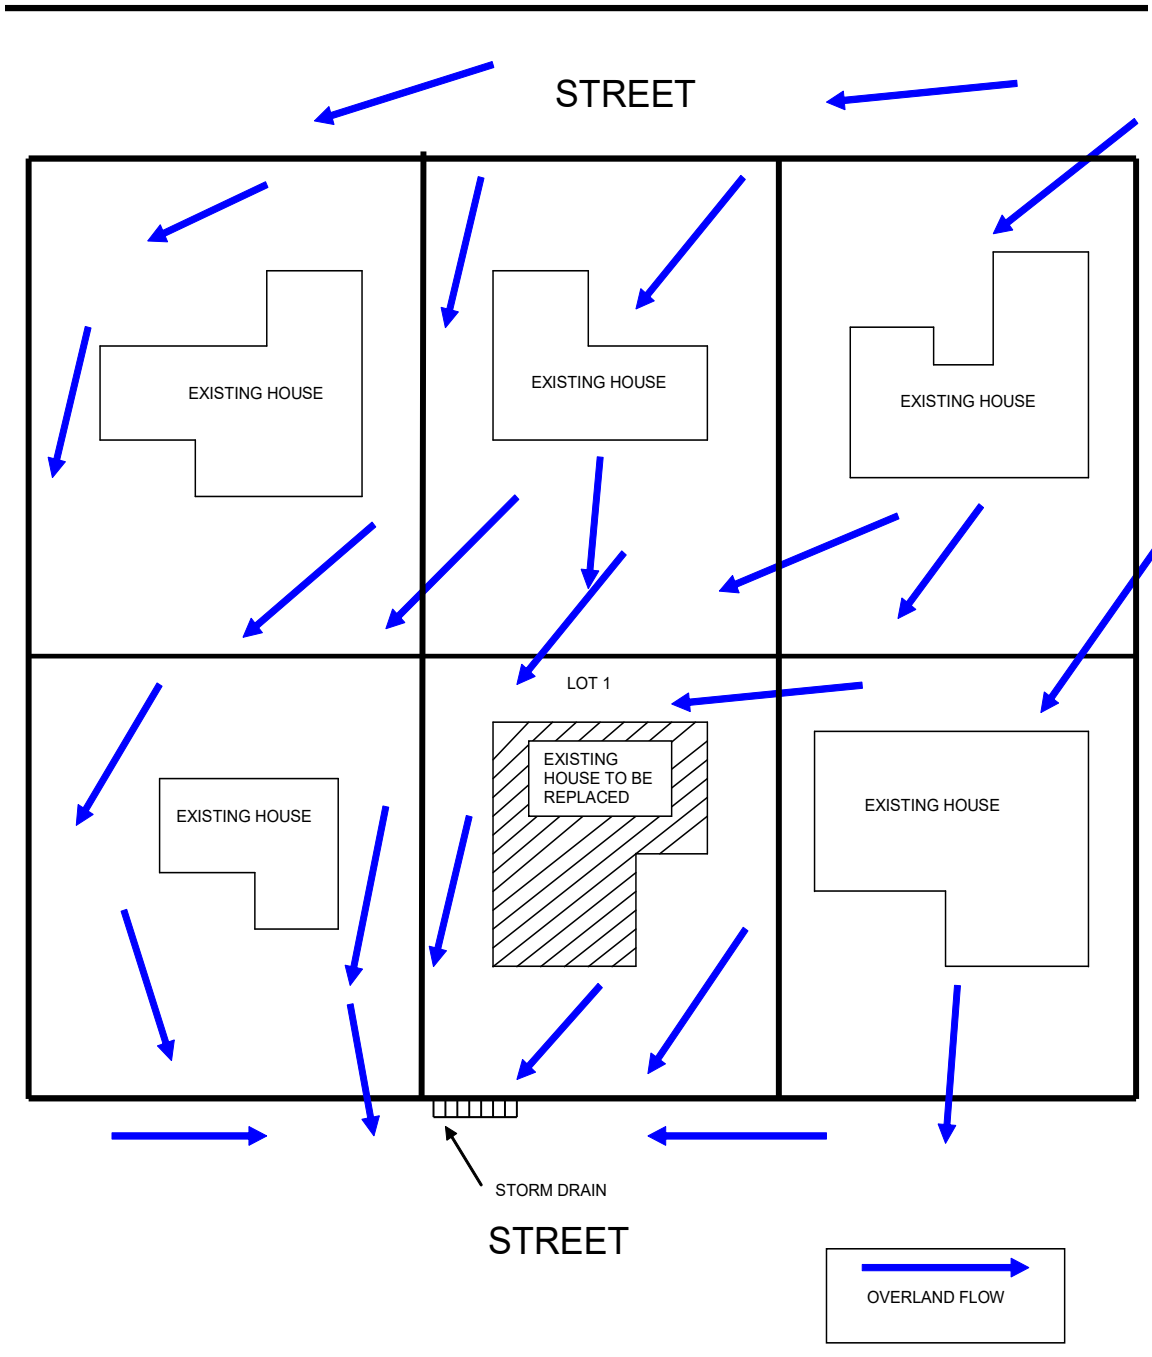 STREET
EXISTING HOUSE
EXISTING HOUSE
EXISTING HOUSE
LOT 1
EXISTING
HOUSE TO BE
REPLACED
EXISTING HOUSE
EXISTING HOUSE
STORM DRAIN
STREET
OVERLAND FLOW